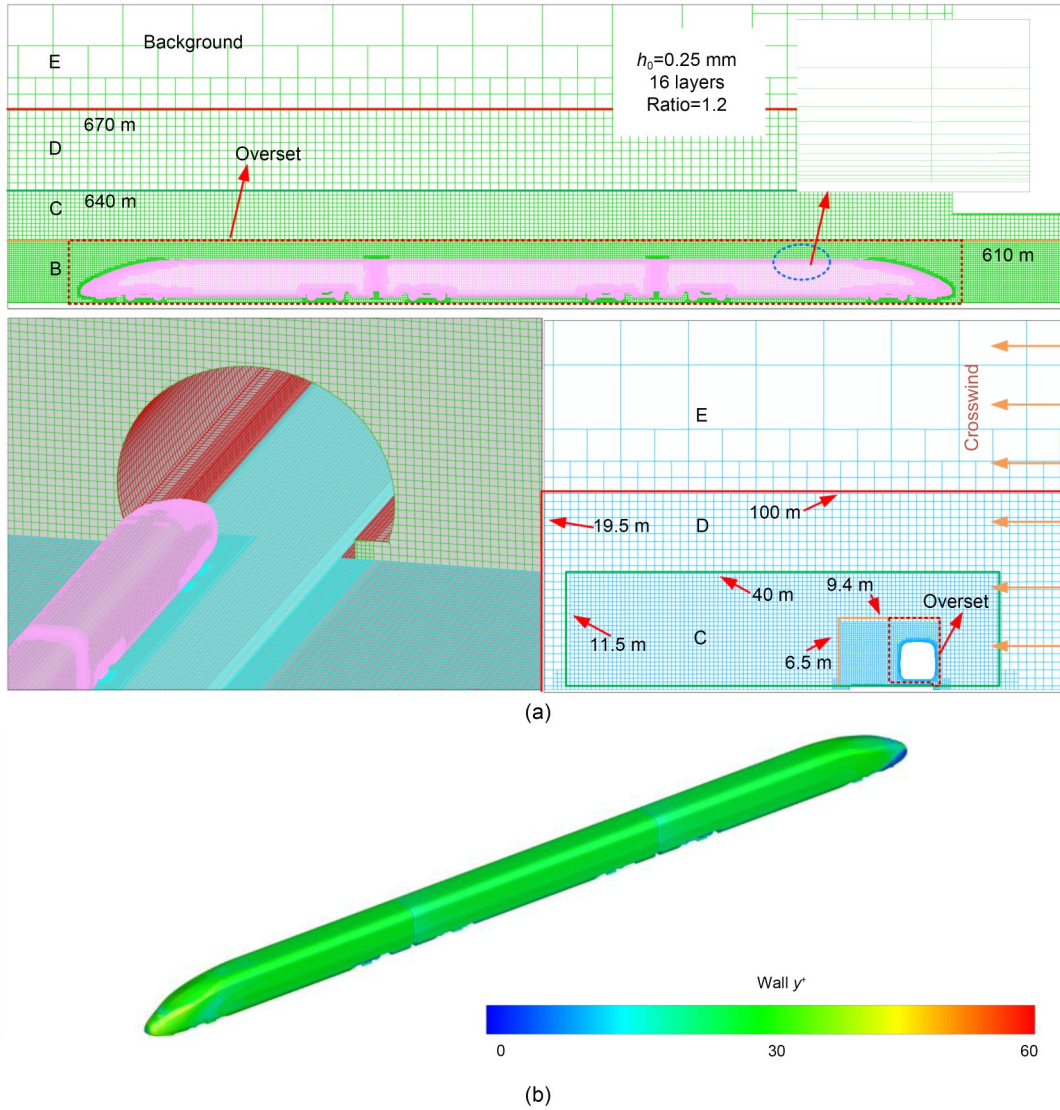 Background
E
h₀=0.25 mm
16 layers
Ratio=1.2
670 m
D
Overset
C
640 m
B
610 m
E
Crosswind
100 m
19.5 m
D
9.4 m
40 m
Overset
11.5 m
C
6.5 m
(a)
Wall y⁺
0 30 60
(b)